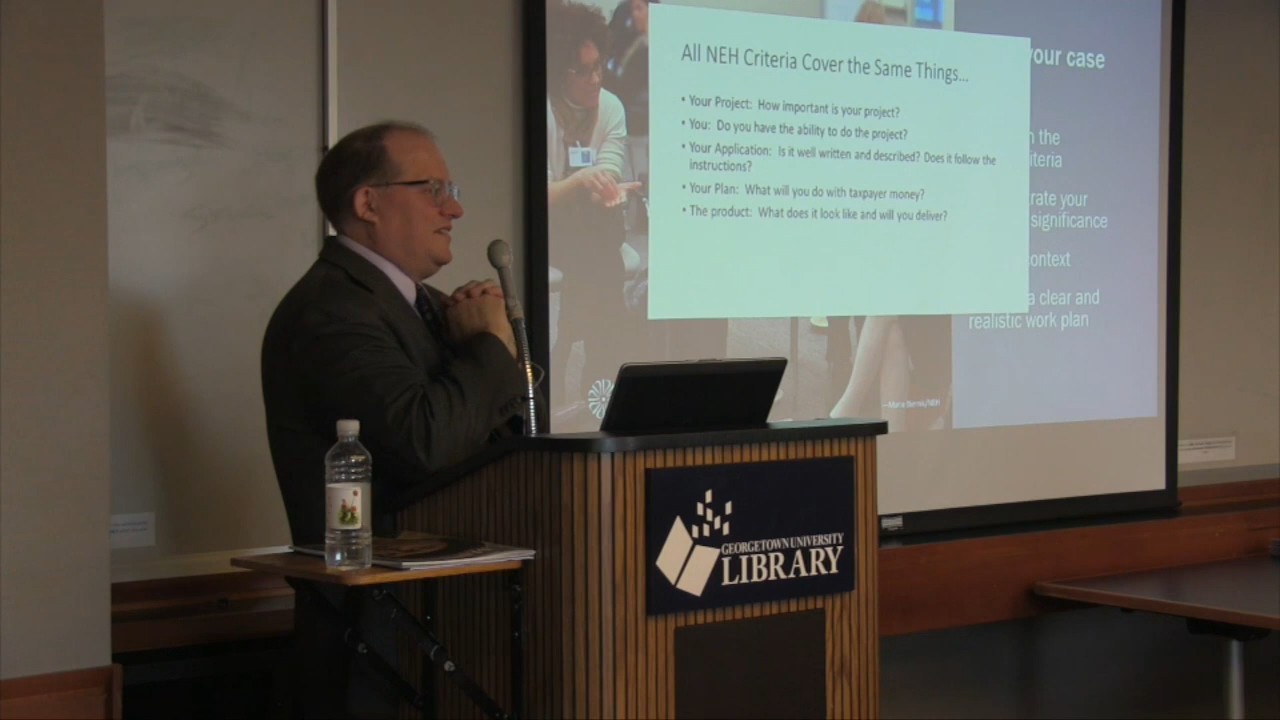 All NEH Criteria Cover the Same Things...
• Your Project: How important is your project?
• You: Do you have the ability to do the project?
• Your Application: Is it well written and described? Does it follow the
instructions?
• Your Plan: What will you do with taxpayer money?
• The product: What does it look like and will you deliver?
your case
the
rate your
significance
context
a clear and
realistic work plan
GEORGETOWN UNIVERSITY
LIBRARY